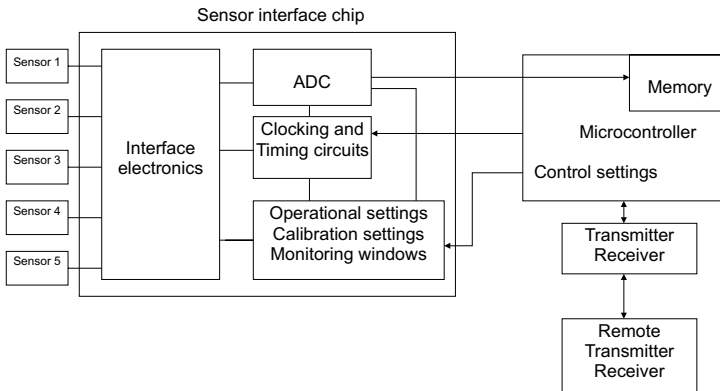 Sensor interface chip
Sensor 1
Sensor 2
Sensor 3
Sensor 4
Sensor 5
Interface
electronics
ADC
Clocking and
Timing circuits
Operational settings
Calibration settings
Monitoring windows
Memory
Microcontroller
Control settings
Transmitter
Receiver
Remote
Transmitter
Receiver